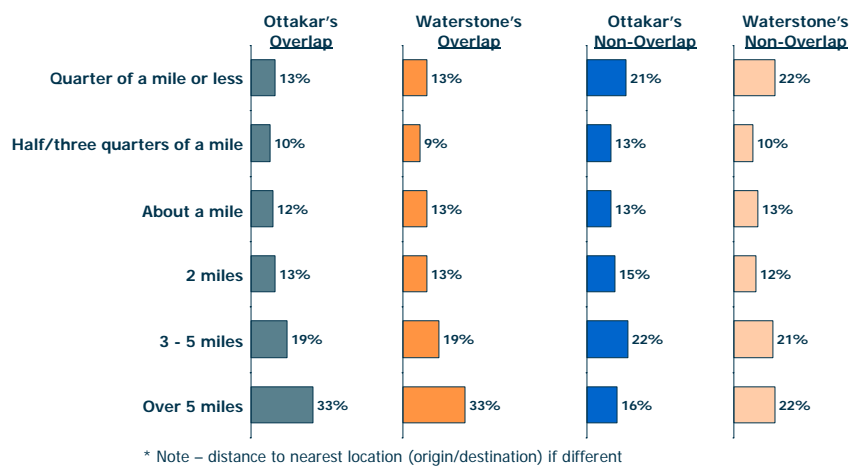 Ottakar's Waterstone's Ottakar's Waterstone's
Overlap Overlap Non-Overlap Non-Overlap
Quarter of a mile or less 13% 13% 21% 22%
Half/three quarters of a mile 10% 9% 13% 10%
About a mile 12% 13% 13% 13%
2 miles 13% 13% 15% 12%
3 - 5 miles 19% 19% 22% 21%
Over 5 miles 33% 33% 16% 22%
* Note – distance to nearest location (origin/destination) if different